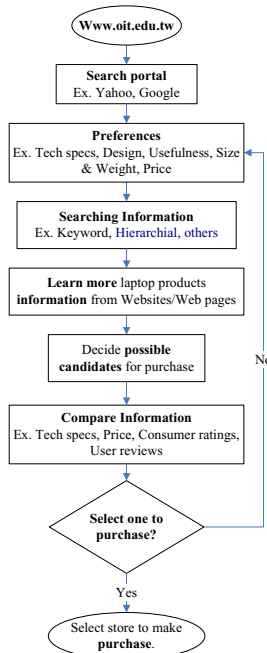 Www.oit.edu.tw
Search portal
Ex. Yahoo, Google
Preferences
Ex. Tech specs, Design, Usefulness, Size
& Weight, Price
Searching Information
Ex. Keyword, Hierarchial, others
Learn more laptop products
information from Websites/Web pages
Decide possible
candidates for purchase
Compare Information
Ex. Tech specs, Price, Consumer ratings,
User reviews
Select one to
purchase?
No
Yes
Select store to make
purchase.